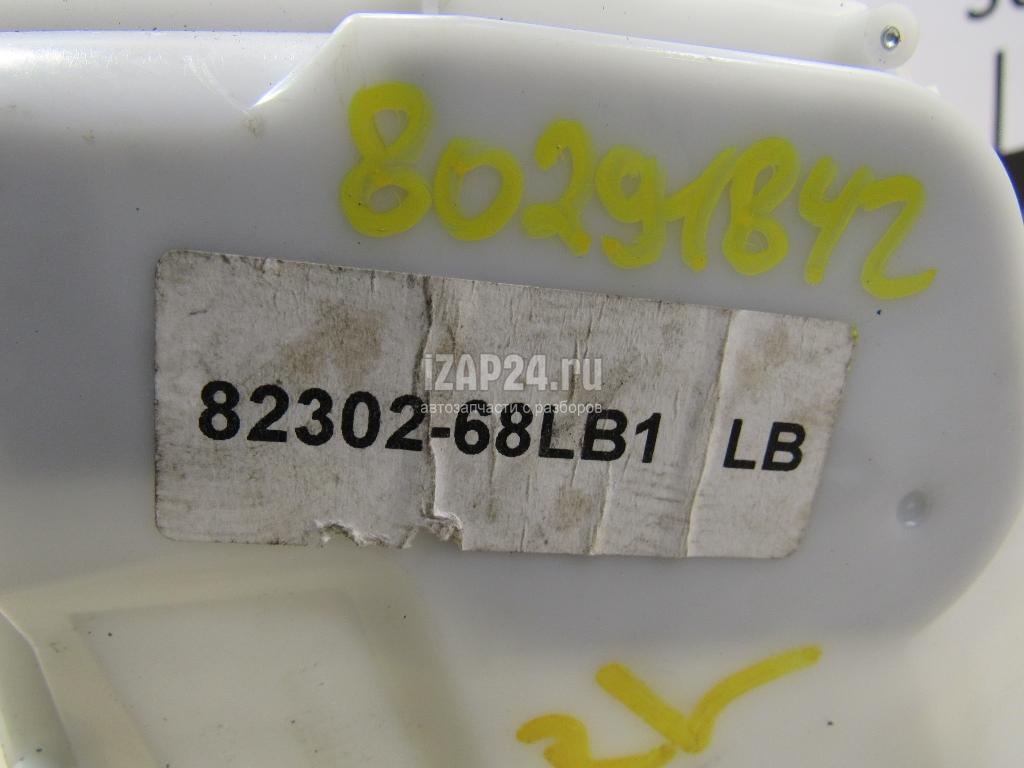 80291842
iZAP24.ru
автозапчасти с разборов
82302-68LB1 LB